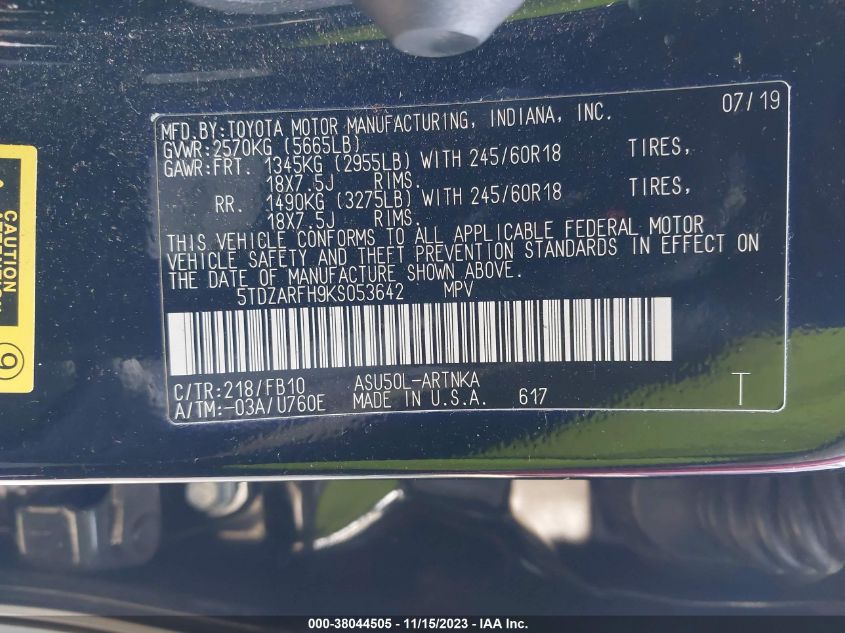 MFD.BY:TOYOTA MOTOR MANUFACTURING, INDIANA, INC. 07/19
GVWR:2570KG (5665LB)
GAWR:FRT. 1345KG (2955LB) WITH 245/60R18 TIRES,
18X7.5J RIMS.
RR. 1490KG (3275LB) WITH 245/60R18 TIRES,
18X7.5J RIMS.
THIS VEHICLE CONFORMS TO ALL APPLICABLE FEDERAL MOTOR
VEHICLE SAFETY AND THEFT PREVENTION STANDARDS IN EFFECT ON
THE DATE OF MANUFACTURE SHOWN ABOVE.
5TDZARFH9KS053642 MPV
C/TR:218/FB10 ASU50L-ARTNKA
A/TM:-03A/U760E MADE IN U.S.A. 617 T
CAUTION
9
000-38044505 - 11/15/2023 - IAA Inc.